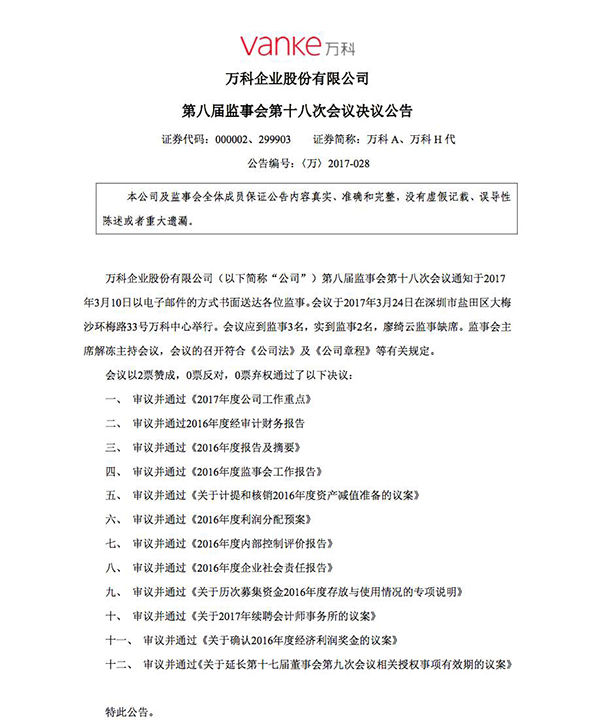 vanke万科
万科企业股份有限公司
第八届监事会第十八次会议决议公告
证券代码：000002、299903 证券简称：万科 A、万科 H 代
公告编号：〈万〉2017-028
本公司及监事会全体成员保证公告内容真实、准确和完整，没有虚假记载、误导性
陈述或者重大遗漏。
万科企业股份有限公司（以下简称“公司”）第八届监事会第十八次会议通知于2017
年3月10日以电子邮件的方式书面送达各位监事。会议于2017年3月24日在深圳市盐田区大梅
沙环梅路33号万科中心举行。会议应到监事3名，实到监事2名，廖绮云监事缺席。监事会主
席解冻主持会议，会议的召开符合《公司法》及《公司章程》等有关规定。
会议以2票赞成，0票反对，0票弃权通过了以下决议：
一、 审议并通过《2017年度公司工作重点》
二、 审议并通过2016年度经审计财务报告
三、 审议并通过《2016年度报告及摘要》
四、 审议并通过《2016年度监事会工作报告》
五、 审议并通过《关于计提和核销2016年度资产减值准备的议案》
六、 审议并通过《2016年度利润分配预案》
七、 审议并通过《2016年度内部控制评价报告》
八、 审议并通过《2016年度企业社会责任报告》
九、 审议并通过《关于历次募集资金2016年度存放与使用情况的专项说明》
十、 审议并通过《关于2017年续聘会计师事务所的议案》
十一、 审议并通过《关于确认2016年度经济利润奖金的议案》
十二、 审议并通过《关于延长第十七届董事会第九次会议相关授权事项有效期的议案》
特此公告。